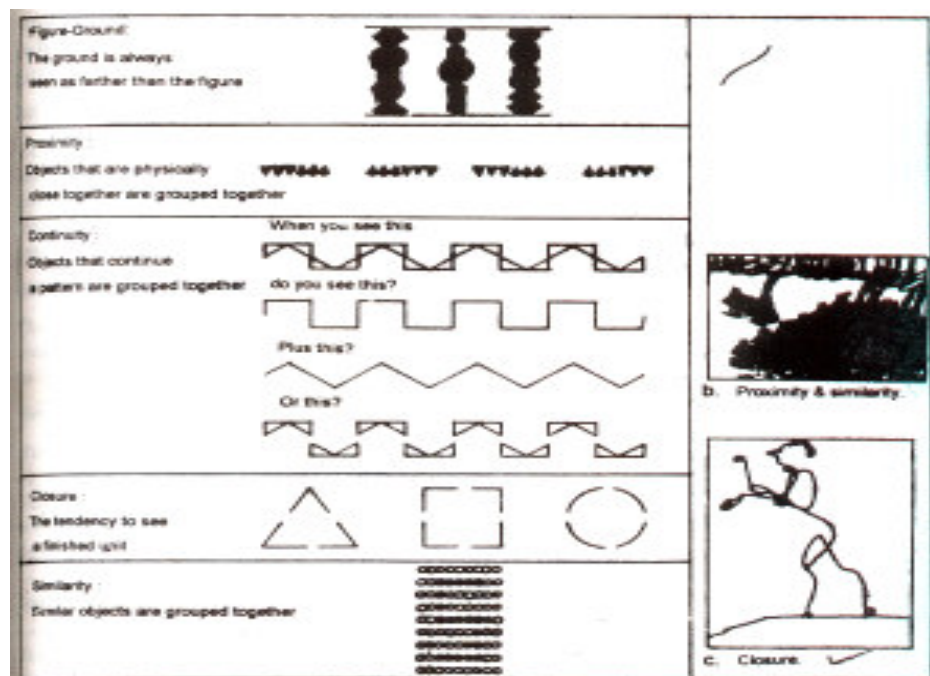 Figure-Ground:
The ground is always
seen as farther than the figure
Proximity :
Objects that are physically
close together are grouped together
Continuity :
Objects that continue
a pattern are grouped together
When you see this
do you see this?
Plus this?
Or this?
Closure :
The tendency to see
a finished unit
Similarity :
Similar objects are grouped together
b. Proximity & similarity.
c. Closure.